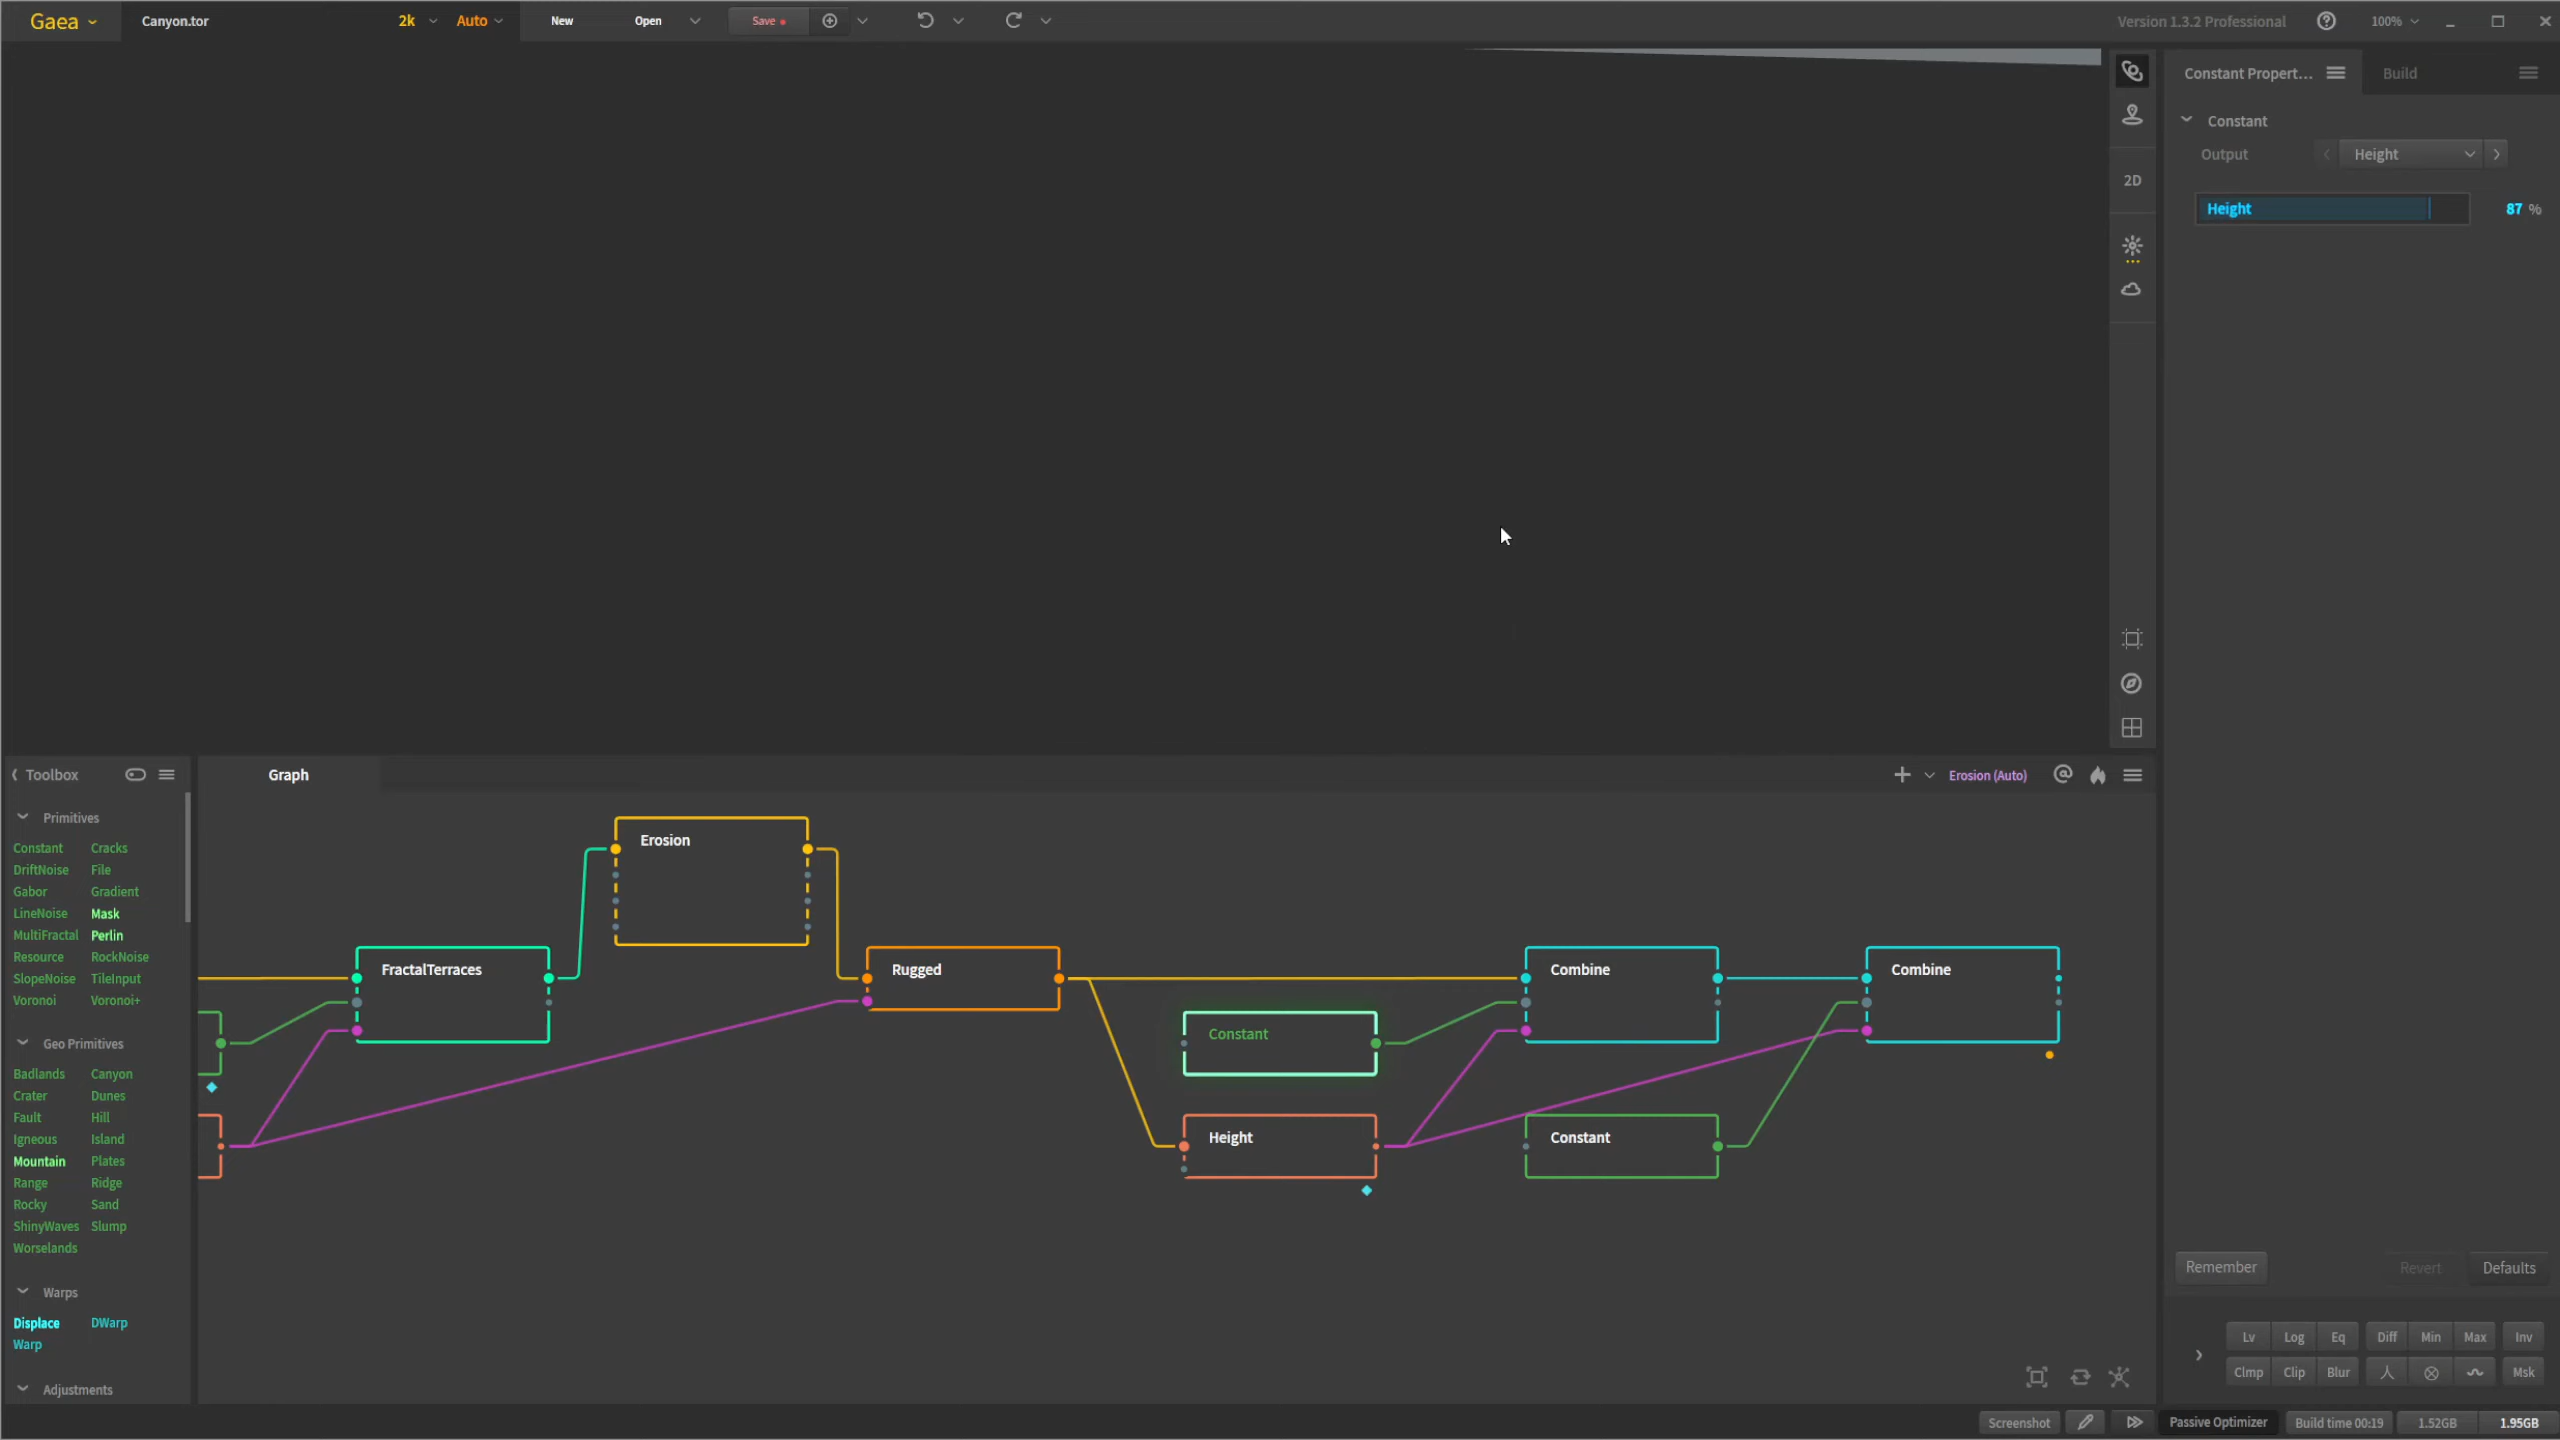 Gaea Canyon.tor 2k Auto New Open Save Version 1.3.2 Professional 100%
Constant Propert... Build
Constant
Output Height
2D
Height 87 %
Toolbox Graph Erosion (Auto)
Primitives
Constant Cracks
DriftNoise File
Gabor Gradient
LineNoise Mask
MultiFractal Perlin
Resource RockNoise
SlopeNoise TileInput
Voronoi Voronoi+
Geo Primitives
Badlands Canyon
Crater Dunes
Fault Hill
Igneous Island
Mountain Plates
Range Ridge
Rocky Sand
ShinyWaves Slump
Worselands
Warps
Displace DWarp
Warp
Adjustments
Erosion
FractalTerraces
Rugged
Combine
Combine
Constant
Height
Constant
Remember Revert Defaults
Lv Log Eq Diff Min Max Inv
Clmp Clip Blur Msk
Screenshot Passive Optimizer Build time 00:19 1.52GB 1.95GB